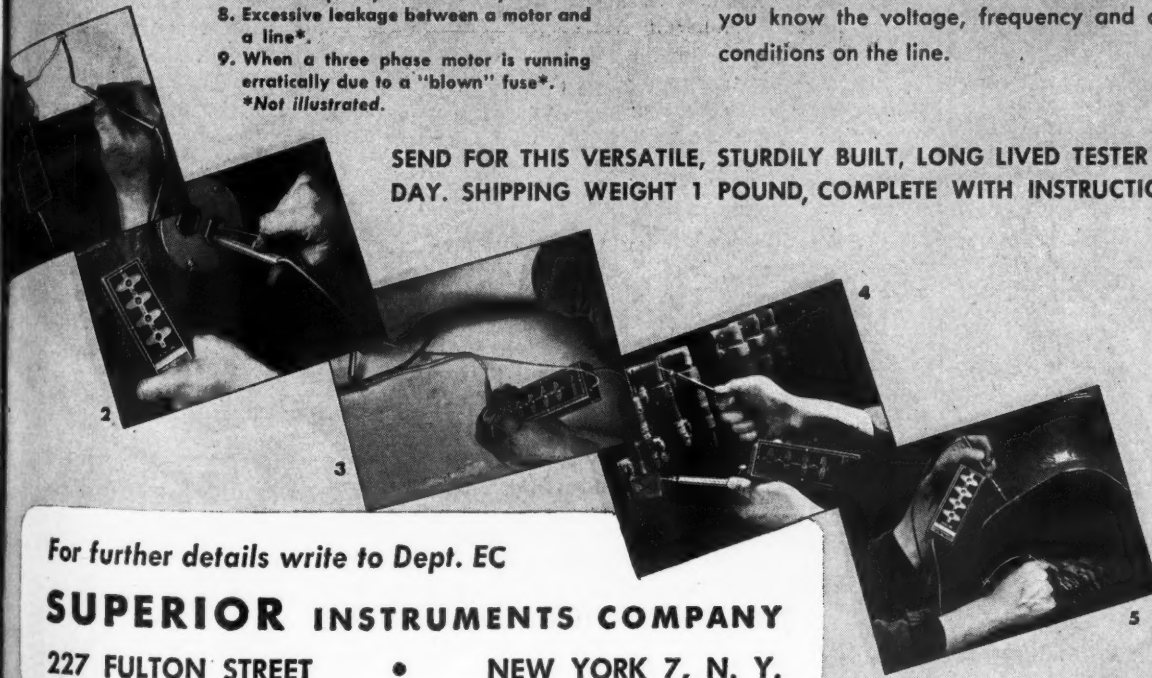 8. Excessive leakage between a motor and
a line*.
9. When a three phase motor is running
erratically due to a "blown" fuse*.
*Not illustrated.
you know the voltage, frequency and
conditions on the line.
SEND FOR THIS VERSATILE, STURDILY BUILT, LONG LIVED TESTER
DAY. SHIPPING WEIGHT 1 POUND, COMPLETE WITH
2
3
4
5
For further details write to Dept. EC
SUPERIOR INSTRUMENTS COMPANY
227 FULTON STREET • NEW YORK 7, N. Y.